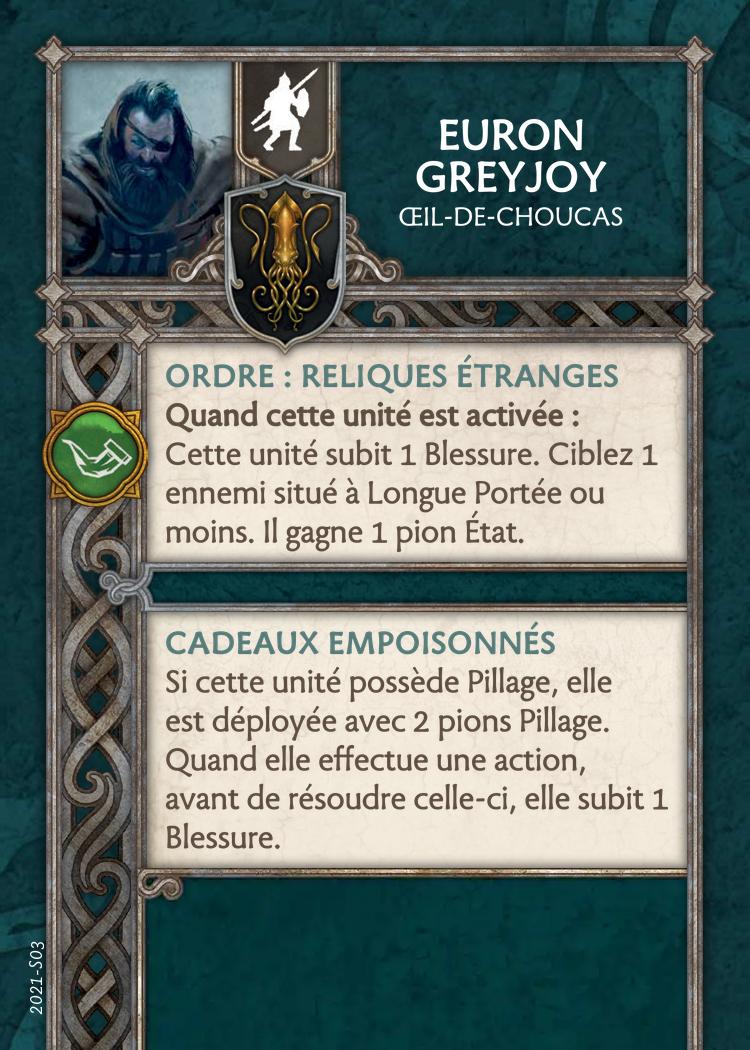 EURON
GREYJOY
ŒIL-DE-CHOUCAS
ORDRE : RELIQUES ÉTRANGES
Quand cette unité est activée :
Cette unité subit 1 Blessure. Ciblez 1
ennemi situé à Longue Portée ou
moins. Il gagne 1 pion État.
CADEAUX EMPOISONNÉS
Si cette unité possède Pillage, elle
est déployée avec 2 pions Pillage.
Quand elle effectue une action,
avant de résoudre celle-ci, elle subit 1
Blessure.
2021-S03